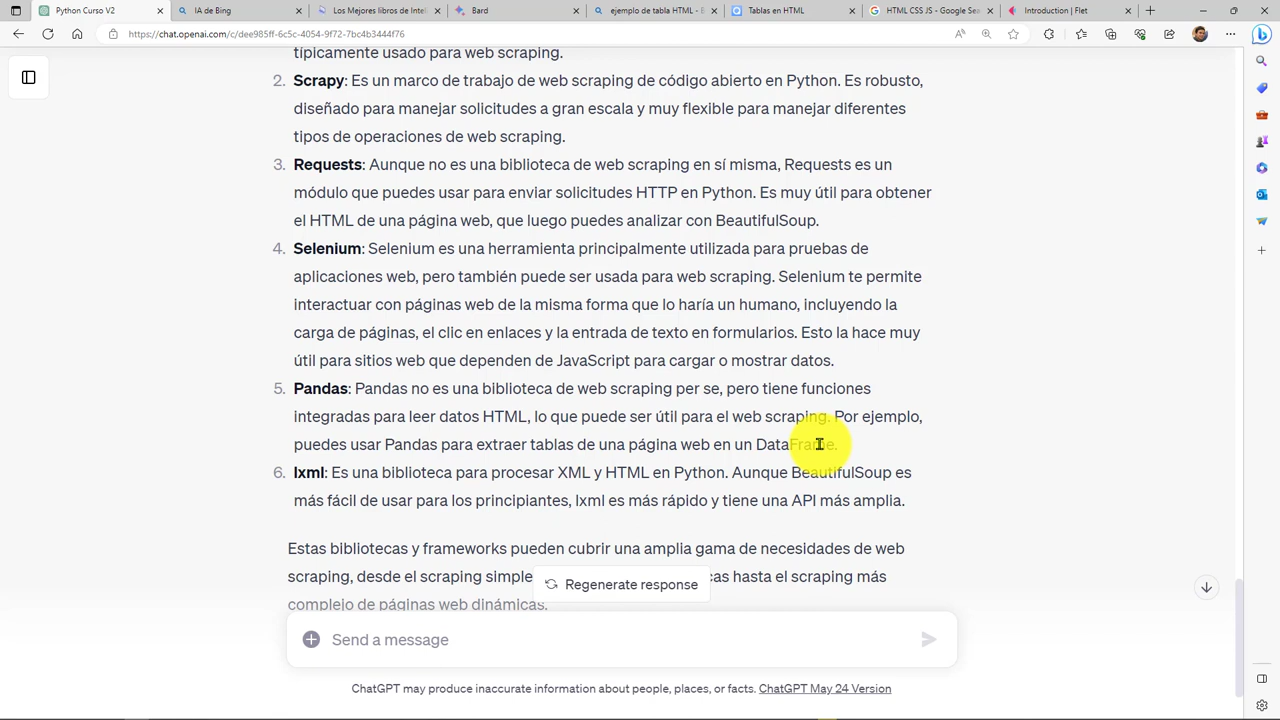 Python Curso V2
IA de Bing
Los Mejores libros de Intel
Bard
ejemplo de tabla HTML - B
Tablas en HTML
HTML CSS JS - Google Sea
Introduction | Flet
https://chat.openai.com/c/dee985ff-6c5c-4054-9f72-7bc4b3444f76
típicamente usado para web scraping.
2. Scrapy: Es un marco de trabajo de web scraping de código abierto en Python. Es robusto,
diseñado para manejar solicitudes a gran escala y muy flexible para manejar diferentes
tipos de operaciones de web scraping.
3. Requests: Aunque no es una biblioteca de web scraping en sí misma, Requests es un
módulo que puedes usar para enviar solicitudes HTTP en Python. Es muy útil para obtener
el HTML de una página web, que luego puedes analizar con BeautifulSoup.
4. Selenium: Selenium es una herramienta principalmente utilizada para pruebas de
aplicaciones web, pero también puede ser usada para web scraping. Selenium te permite
interactuar con páginas web de la misma forma que lo haría un humano, incluyendo la
carga de páginas, el clic en enlaces y la entrada de texto en formularios. Esto la hace muy
útil para sitios web que dependen de JavaScript para cargar o mostrar datos.
5. Pandas: Pandas no es una biblioteca de web scraping per se, pero tiene funciones
integradas para leer datos HTML, lo que puede ser útil para el web scraping. Por ejemplo,
puedes usar Pandas para extraer tablas de una página web en un DataFrame.
6. lxml: Es una biblioteca para procesar XML y HTML en Python. Aunque BeautifulSoup es
más fácil de usar para los principiantes, lxml es más rápido y tiene una API más amplia.
Estas bibliotecas y frameworks pueden cubrir una amplia gama de necesidades de web
scraping, desde el scraping simple cas hasta el scraping más
Regenerate response
complejo de páginas web dinámicas.
Send a message
ChatGPT may produce inaccurate information about people, places, or facts. ChatGPT May 24 Version